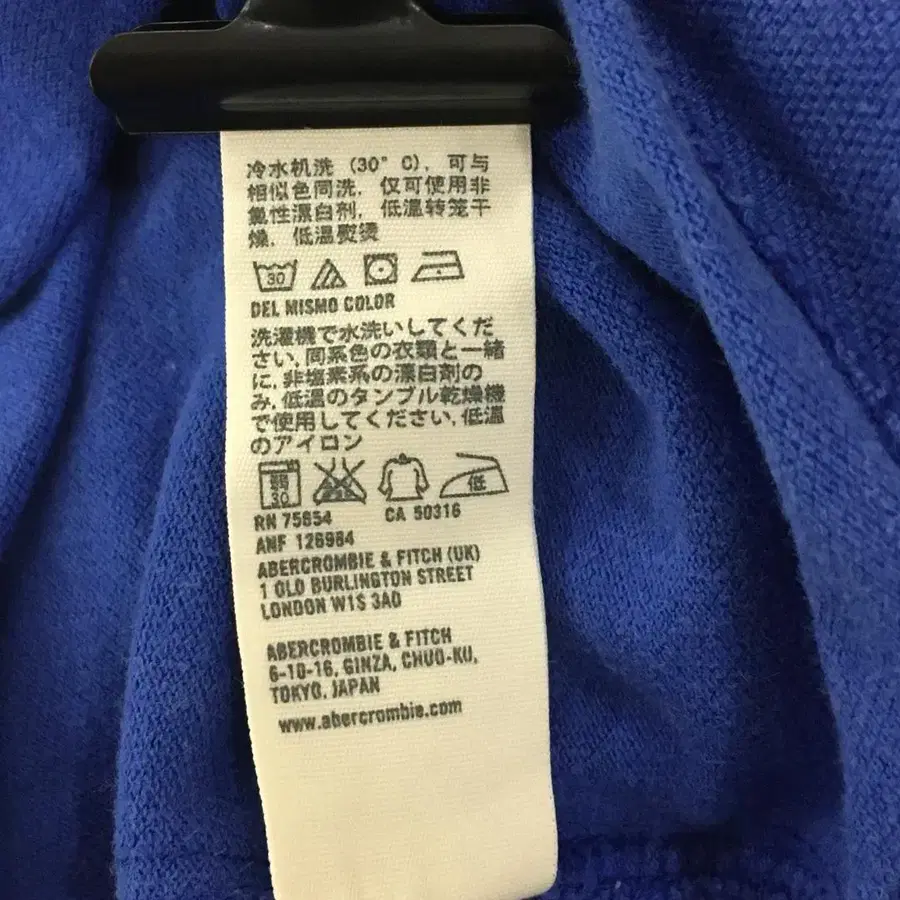 冷水机洗 (30° C), 可与
相似色同洗, 仅可使用非
氯性漂白剂, 低温转笼干
燥, 低温熨烫
30
DEL MISMO COLOR
洗濯機で水洗いしてくだ
さい, 同系色の衣類と一緒
に, 非塩素系の漂白剤の
み, 低温のタンブル乾燥機
で使用してください, 低温
のアイロン
30 低
RN 75654 CA 50316
ANF 126984
ABERCROMBIE & FITCH (UK)
1 OLD BURLINGTON STREET
LONDON W1S 3AD
ABERCROMBIE & FITCH
6-10-16, GINZA, CHUO-KU,
TOKYO, JAPAN
www.abercrombie.com